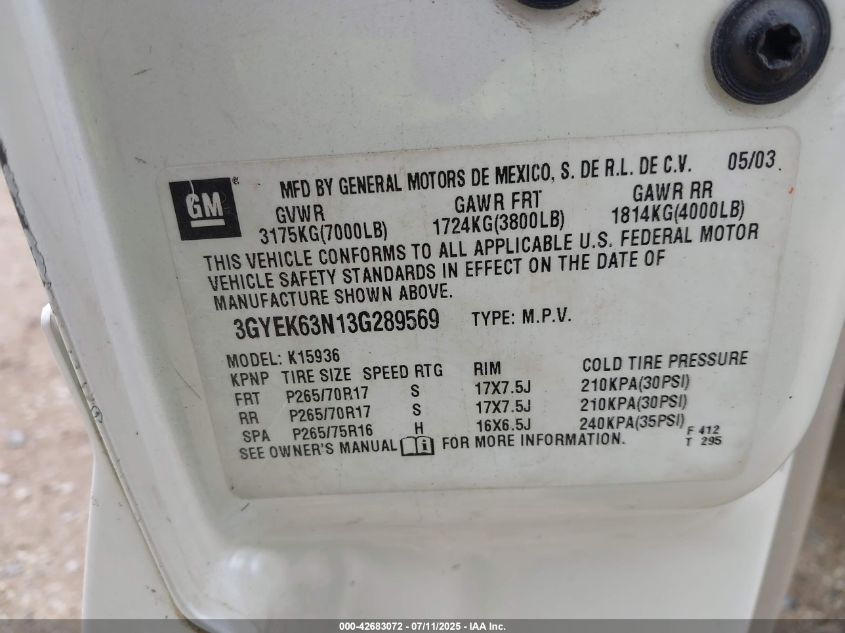 GM®
MFD BY GENERAL MOTORS DE MEXICO, S. DE R.L. DE C.V. 05/03
GVWR GAWR FRT GAWR RR
3175KG(7000LB) 1724KG(3800LB) 1814KG(4000LB)
THIS VEHICLE CONFORMS TO ALL APPLICABLE U.S. FEDERAL MOTOR
VEHICLE SAFETY STANDARDS IN EFFECT ON THE DATE OF
MANUFACTURE SHOWN ABOVE.
3GYEK63N13G289569 TYPE: M.P.V.
MODEL: K15936
KPNP TIRE SIZE SPEED RTG RIM COLD TIRE PRESSURE
FRT P265/70R17 S 17X7.5J 210KPA(30PSI)
RR P265/70R17 S 17X7.5J 210KPA(30PSI)
SPA P265/75R16 H 16X6.5J 240KPA(35PSI) F 412
SEE OWNER'S MANUAL i FOR MORE INFORMATION. T 295
000-42683072 / 07/11/2025 - IAA Inc.